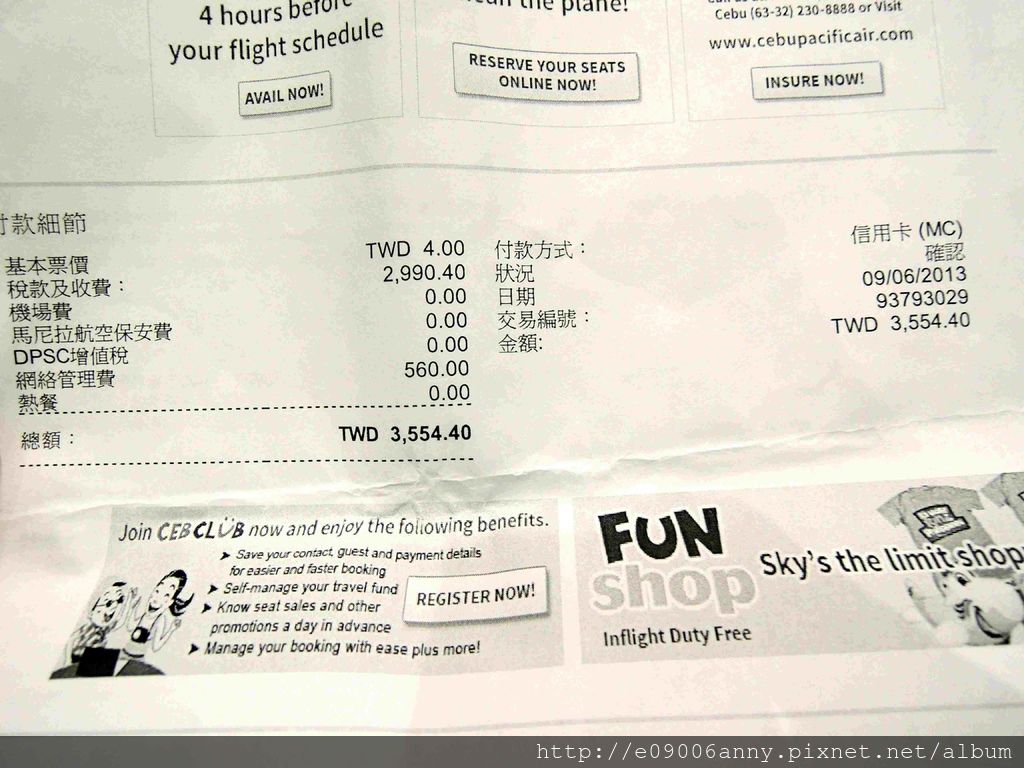 4 hours before
your flight schedule
AVAIL NOW!
the plane!
RESERVE YOUR SEATS
ONLINE NOW!
Cebu (63-32) 230-8888 or Visit
www.cebupacificair.com
INSURE NOW!
付款細節
基本票價 TWD 4.00
稅款及收費： 2,990.40
機場費 0.00
馬尼拉航空保安費 0.00
DPSC增值稅 0.00
網絡管理費 560.00
熱餐 0.00
總額： TWD 3,554.40
付款方式： 信用卡 (MC)
狀況 確認
日期 09/06/2013
交易編號： 93793029
金額: TWD 3,554.40
Join CEBCLUB now and enjoy the following benefits.
➤ Save your contact, guest and payment details
for easier and faster booking
➤ Self-manage your travel fund
➤ Know seat sales and other
promotions a day in advance
➤ Manage your booking with ease plus more!
REGISTER NOW!
FUN
shop
Inflight Duty Free
Sky's the limit shop
http://e09006anny.pixnet.net/album